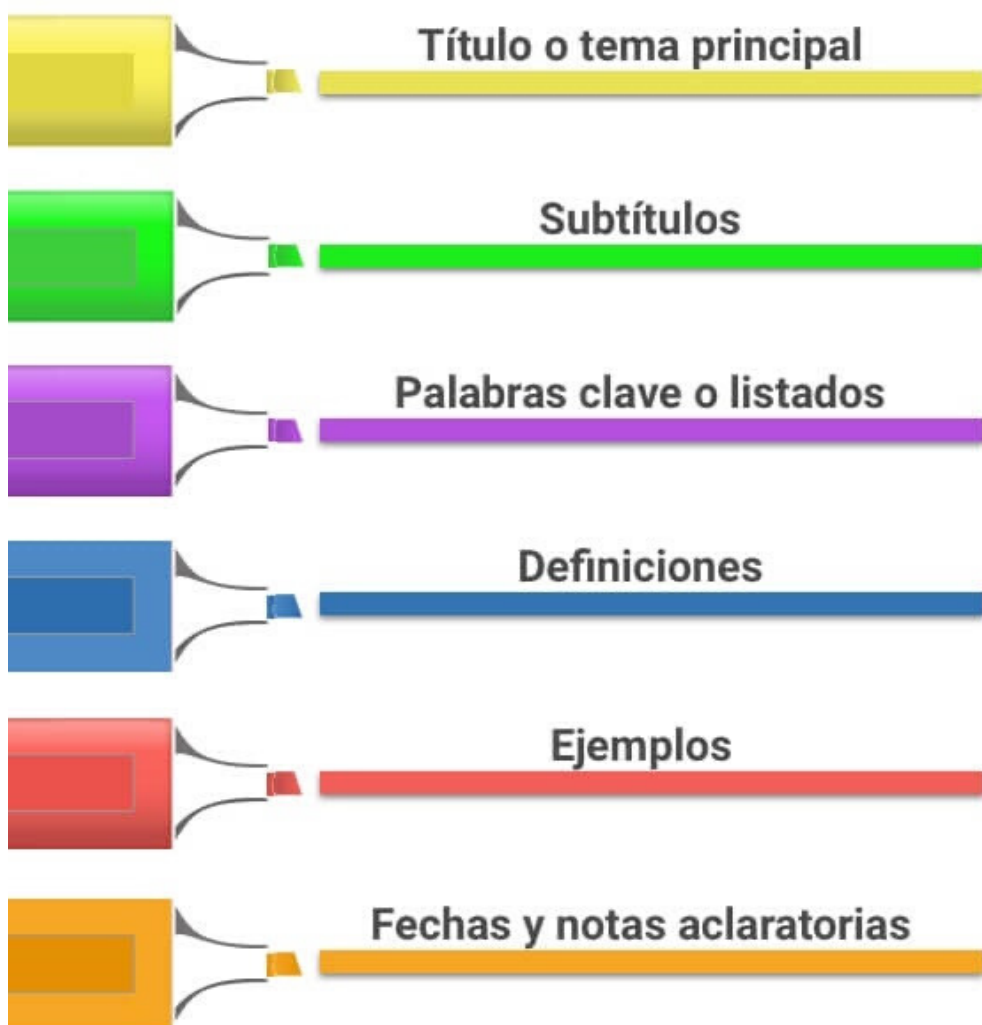 Título o tema principal
Subtítulos
Palabras clave o listados
Definiciones
Ejemplos
Fechas y notas aclaratorias